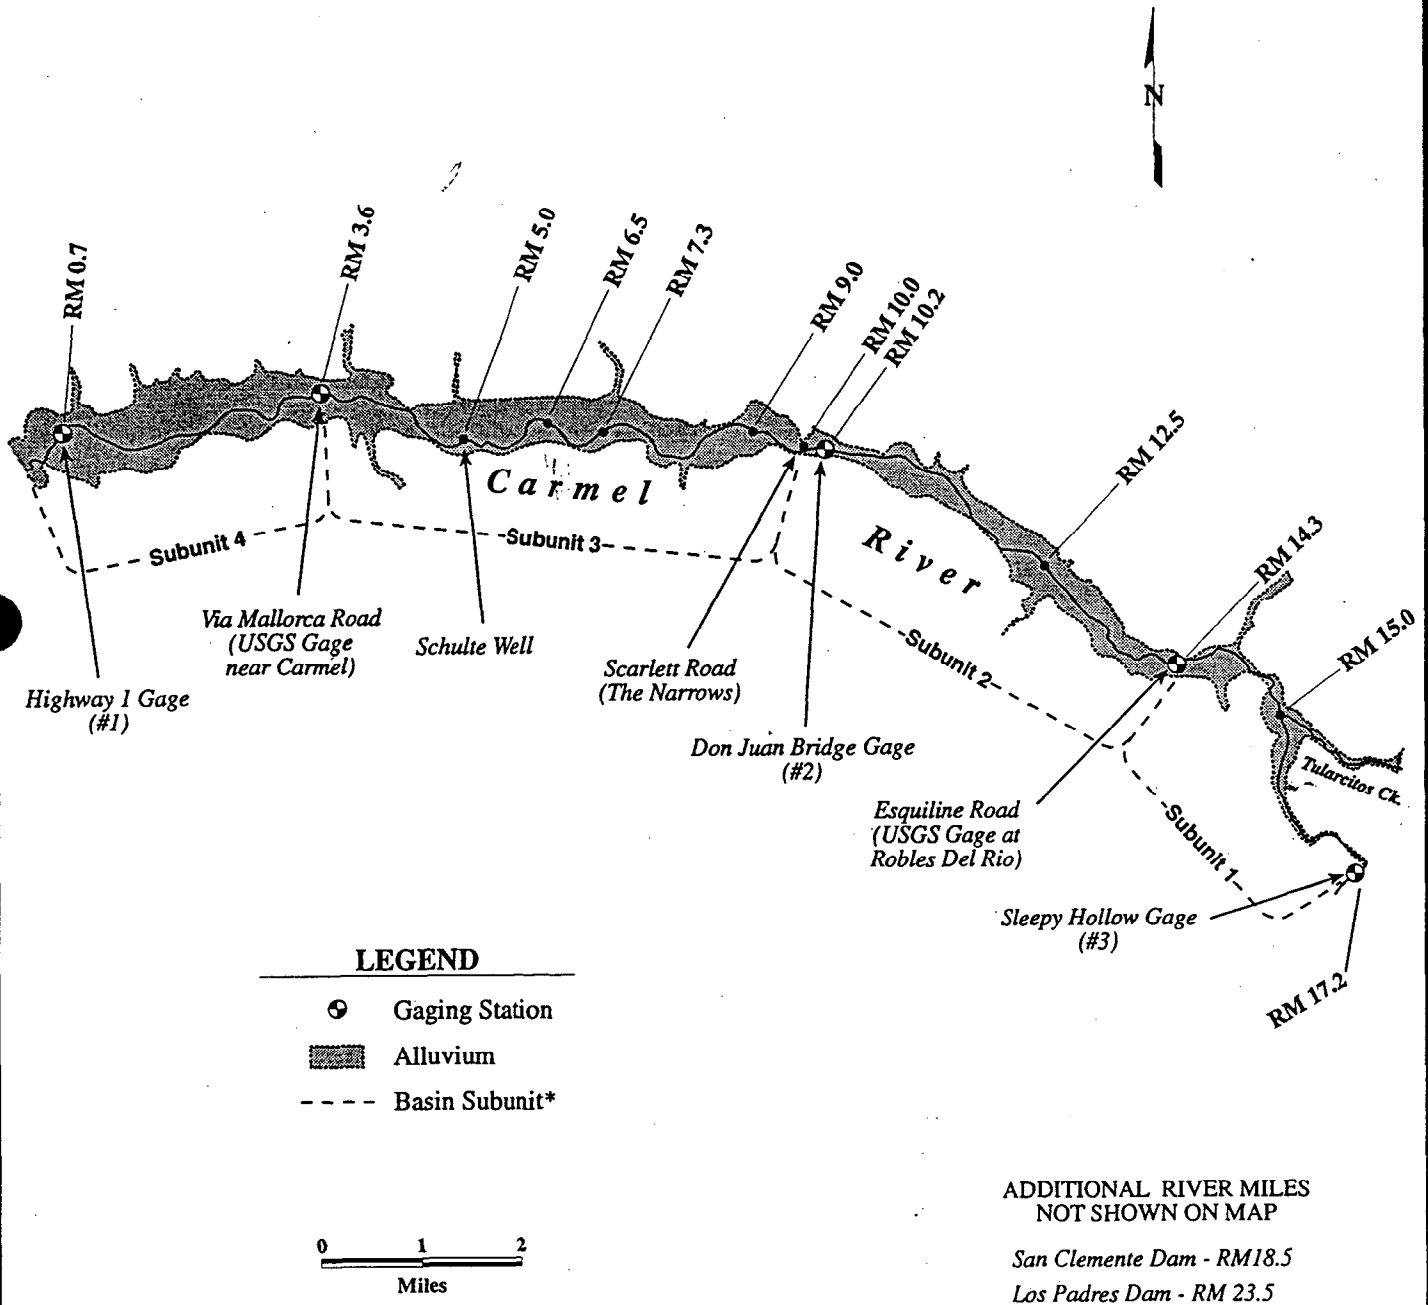 N
RM 0.7
RM 3.6
RM 5.0
RM 6.5
RM 7.3
RM 9.0
RM 10.0
RM 10.2
RM 12.5
RM 14.3
RM 15.0
Carmel
River
Subunit 4
Subunit 3
Subunit 2
Subunit 1
Tularcitos Ck.
Highway 1 Gage
(#1)
Via Mallorca Road
(USGS Gage
near Carmel)
Schulte Well
Scarlett Road
(The Narrows)
Don Juan Bridge Gage
(#2)
Esquiline Road
(USGS Gage at
Robles Del Rio)
Sleepy Hollow Gage
(#3)
RM 17.2
LEGEND
Gaging Station
Alluvium
Basin Subunit*
0 1 2
Miles
ADDITIONAL RIVER MILES
NOT SHOWN ON MAP
San Clemente Dam - RM18.5
Los Padres Dam - RM 23.5